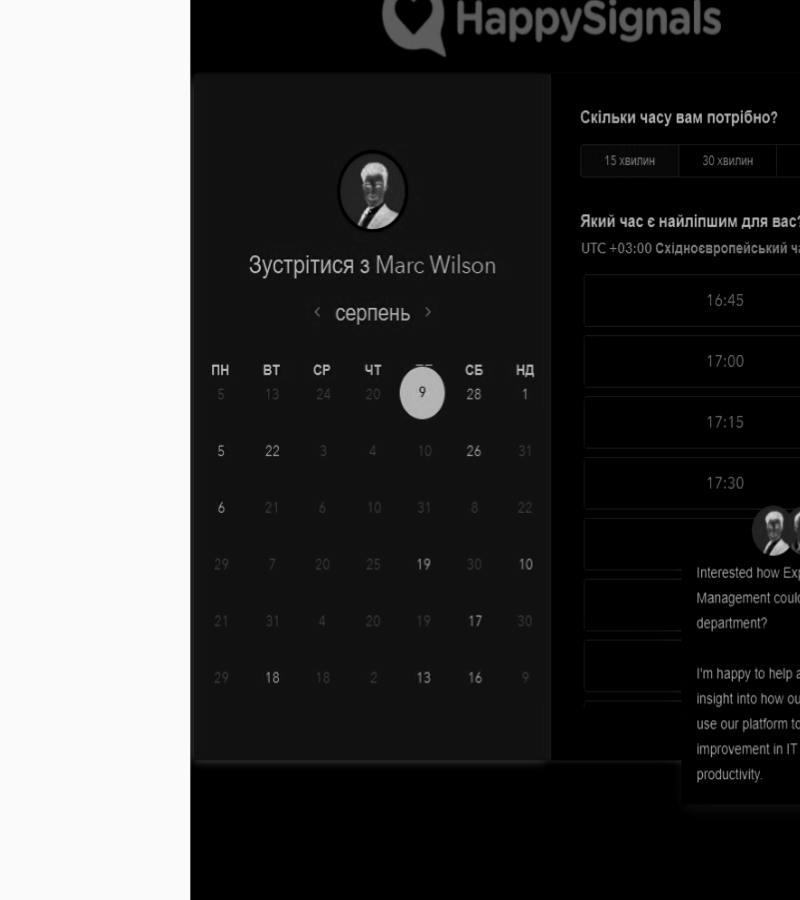 HappySignals
Зустрітися з Marc Wilson
серпень
ПН ВТ СР ЧТ СБ НД
5 13 24 20 9 28 1
5 22 3 4 10 26 31
6 21 6 10 31 8 22
29 7 20 25 19 30 10
21 31 4 20 19 17 30
29 18 18 2 13 16 9
Скільки часу вам потрібно?
15 хвилин 30 хвилин
Який час є найліпшим для вас?
UTC +03:00 Східноєвропейський
16:45
17:00
17:15
17:30
Interested how
Management
department?
I'm happy to help
insight into how
use our platform
improvement in IT
productivity.